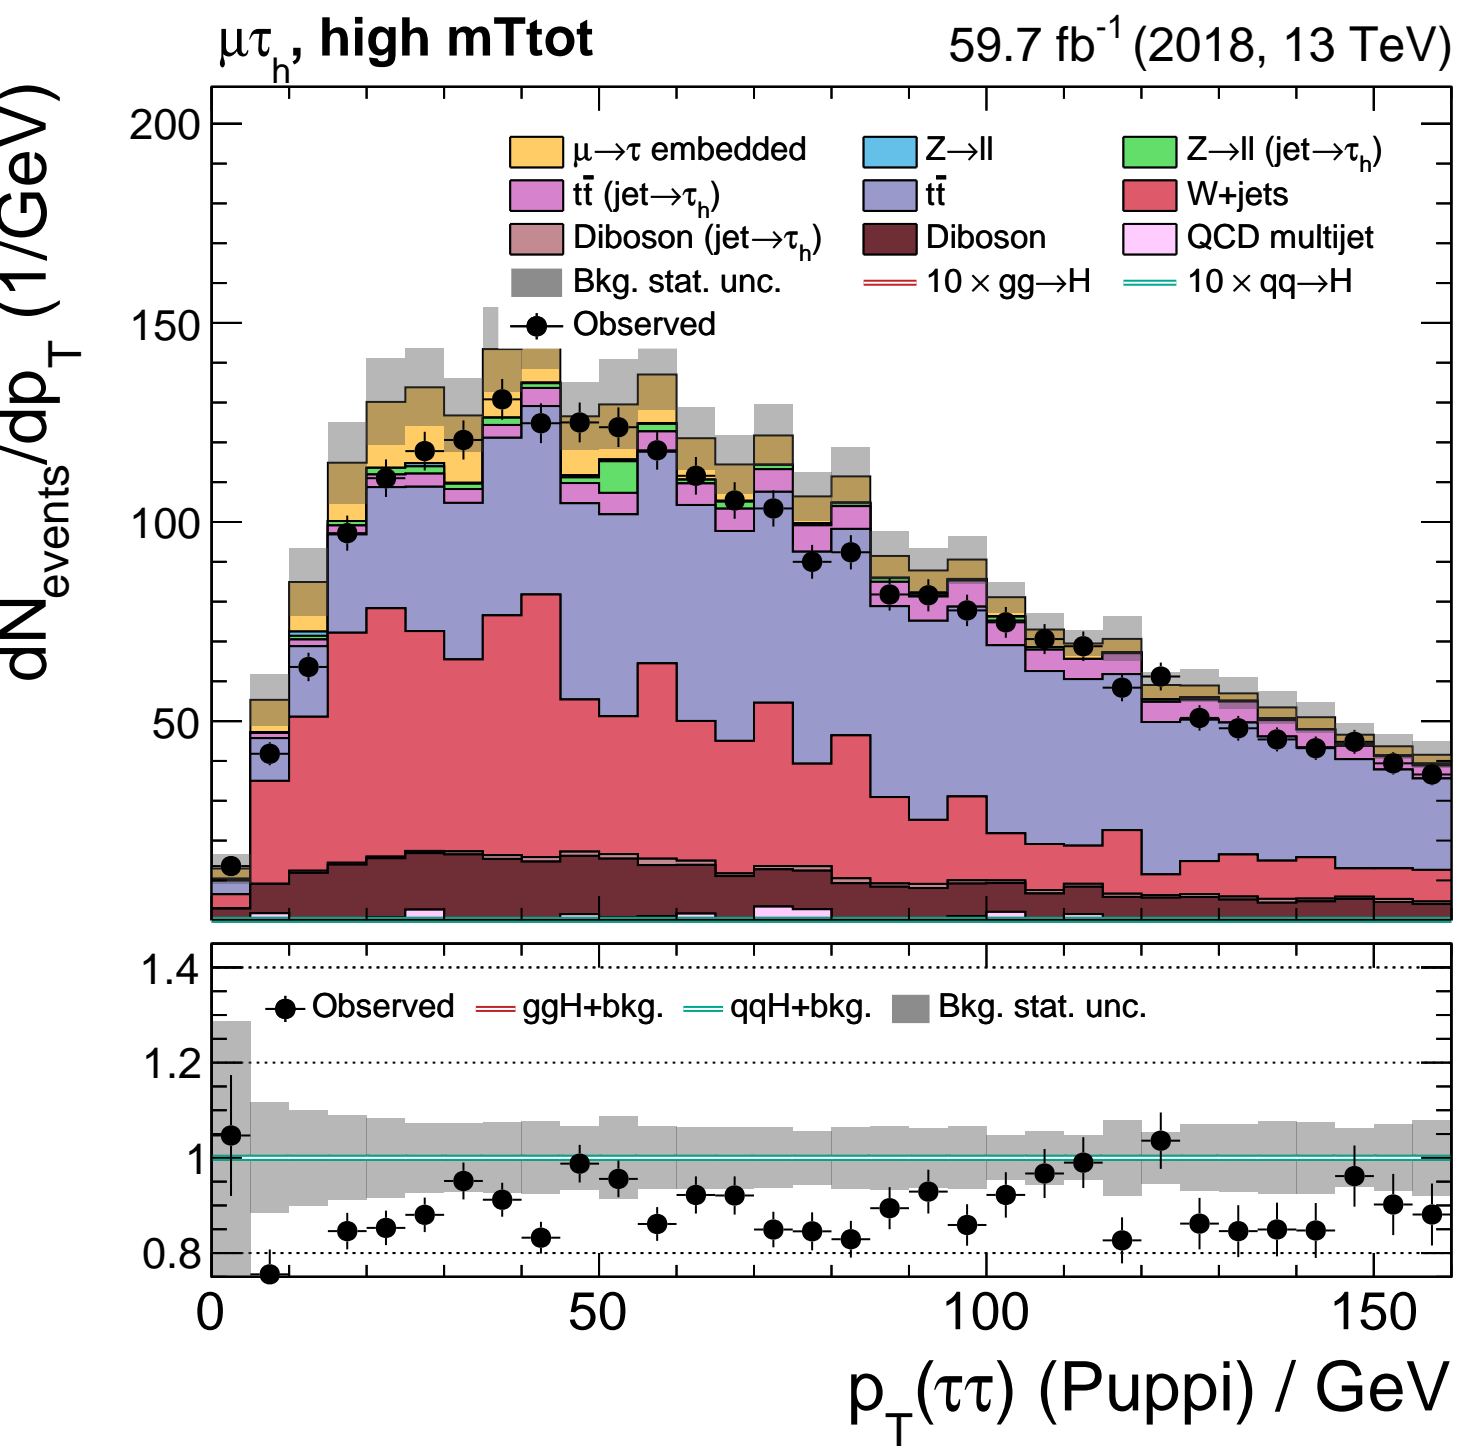 μτh, high mTtot
59.7 fb-1 (2018, 13 TeV)
dNevents/dpT (1/GeV)
200
150
100
50
μ→τ embedded
Z→ll
Z→ll (jet→τh)
tt̄ (jet→τh)
tt̄
W+jets
Diboson (jet→τh)
Diboson
QCD multijet
Bkg. stat. unc.
10 × gg→H
10 × qq→H
Observed
1.4
1.2
1
0.8
Observed
ggH+bkg.
qqH+bkg.
Bkg. stat. unc.
0
50
100
150
pT(ττ) (Puppi) / GeV